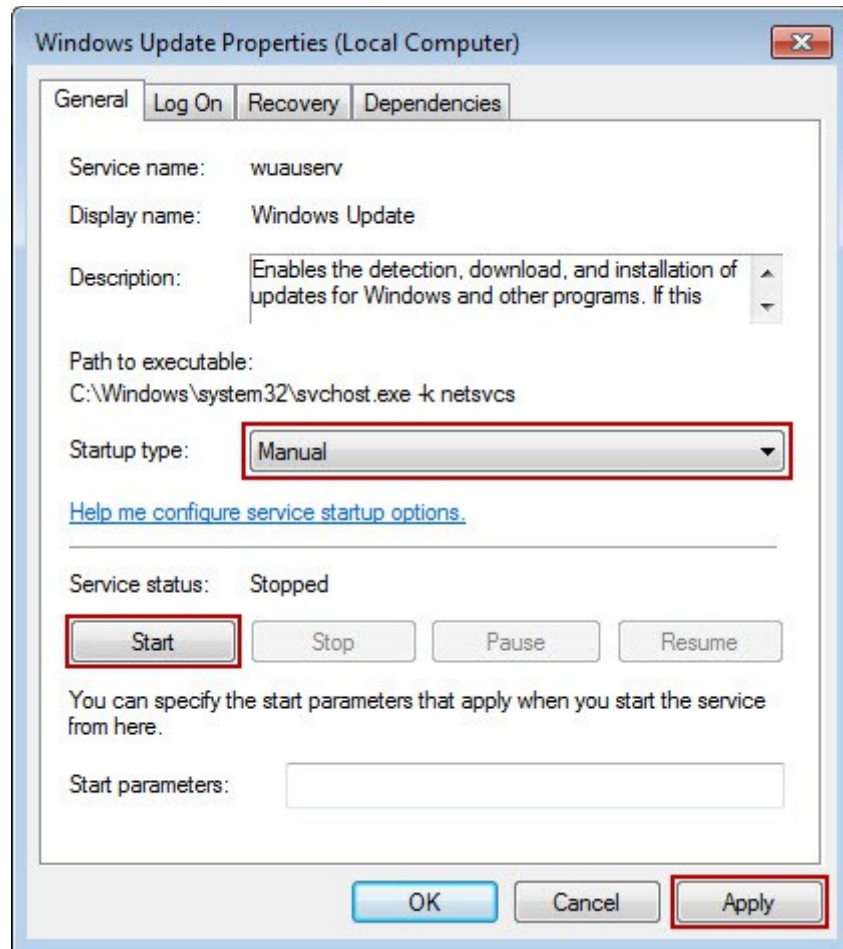 Windows Update Properties (Local Computer)
General Log On Recovery Dependencies
Service name: wuauserv
Display name: Windows Update
Description: Enables the detection, download, and installation of
updates for Windows and other programs. If this
Path to executable:
C:\Windows\system32\svchost.exe -k netsvcs
Startup type: Manual
Help me configure service startup options.
Service status: Stopped
Start Stop Pause Resume
You can specify the start parameters that apply when you start the service
from here.
Start parameters:
OK Cancel Apply